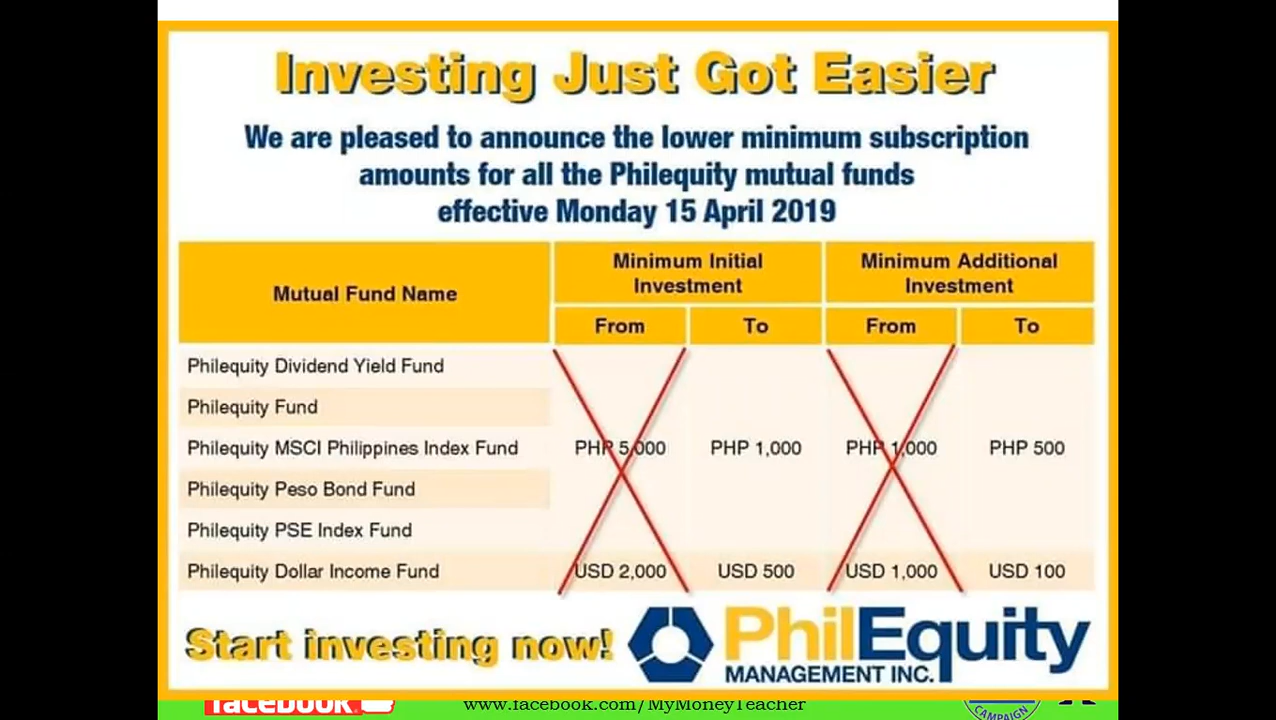 Investing Just Got Easier
We are pleased to announce the lower minimum subscription
amounts for all the Philequity mutual funds
effective Monday 15 April 2019
Mutual Fund Name
Minimum Initial
Investment
Minimum Additional
Investment
From
To
From
To
Philequity Dividend Yield Fund
Philequity Fund
Philequity MSCI Philippines Index Fund
PHP 5,000
PHP 1,000
PHP 1,000
PHP 500
Philequity Peso Bond Fund
Philequity PSE Index Fund
Philequity Dollar Income Fund
USD 2,000
USD 500
USD 1,000
USD 100
Start investing now!
PhilEquity
MANAGEMENT INC.
facebook
www.facebook.com/MyMoneyTeacher
CAMPAIGN